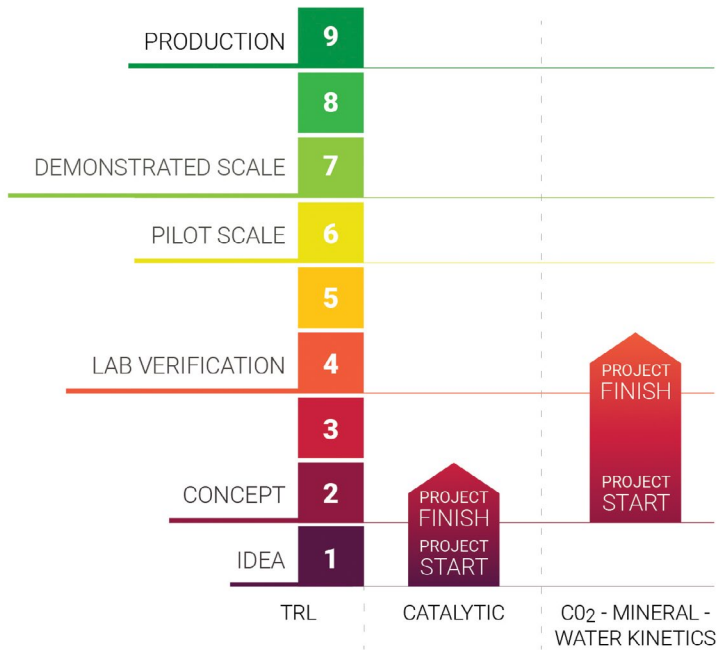 PRODUCTION 9
8
DEMONSTRATED SCALE 7
PILOT SCALE 6
5
LAB VERIFICATION 4
PROJECT
FINISH
3
CONCEPT 2
PROJECT
START
PROJECT
FINISH
IDEA 1
PROJECT
START
TRL
CATALYTIC
C0₂ - MINERAL -
WATER KINETICS